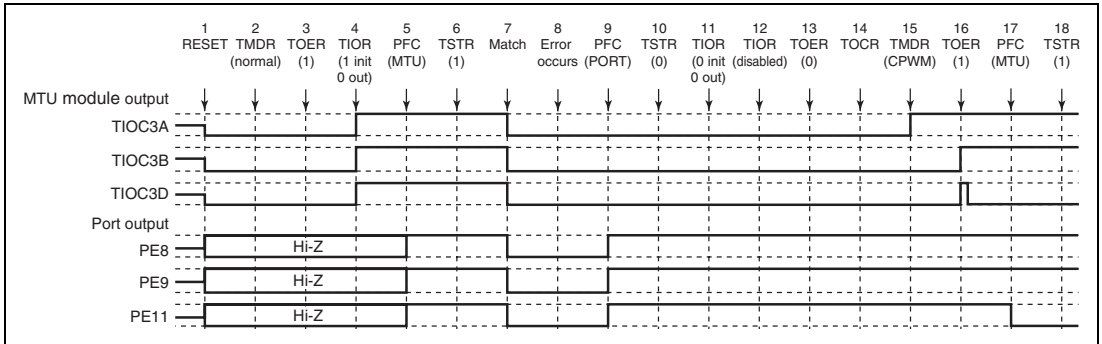 1 2 3 4 5 6 7 8 9 10 11 12 13 14 15 16 17 18
RESET TMDR TOER TIOR PFC TSTR Match Error PFC TSTR TIOR TIOR TOER TOCR TMDR TOER PFC TSTR
(normal) (1) (1 init (MTU) (1) occurs (PORT) (0) (0 init (disabled) (0) (CPWM) (1) (MTU) (1)
0 out) 0 out)
MTU module output
TIOC3A
TIOC3B
TIOC3D
Port output
PE8 Hi-Z
PE9 Hi-Z
PE11 Hi-Z